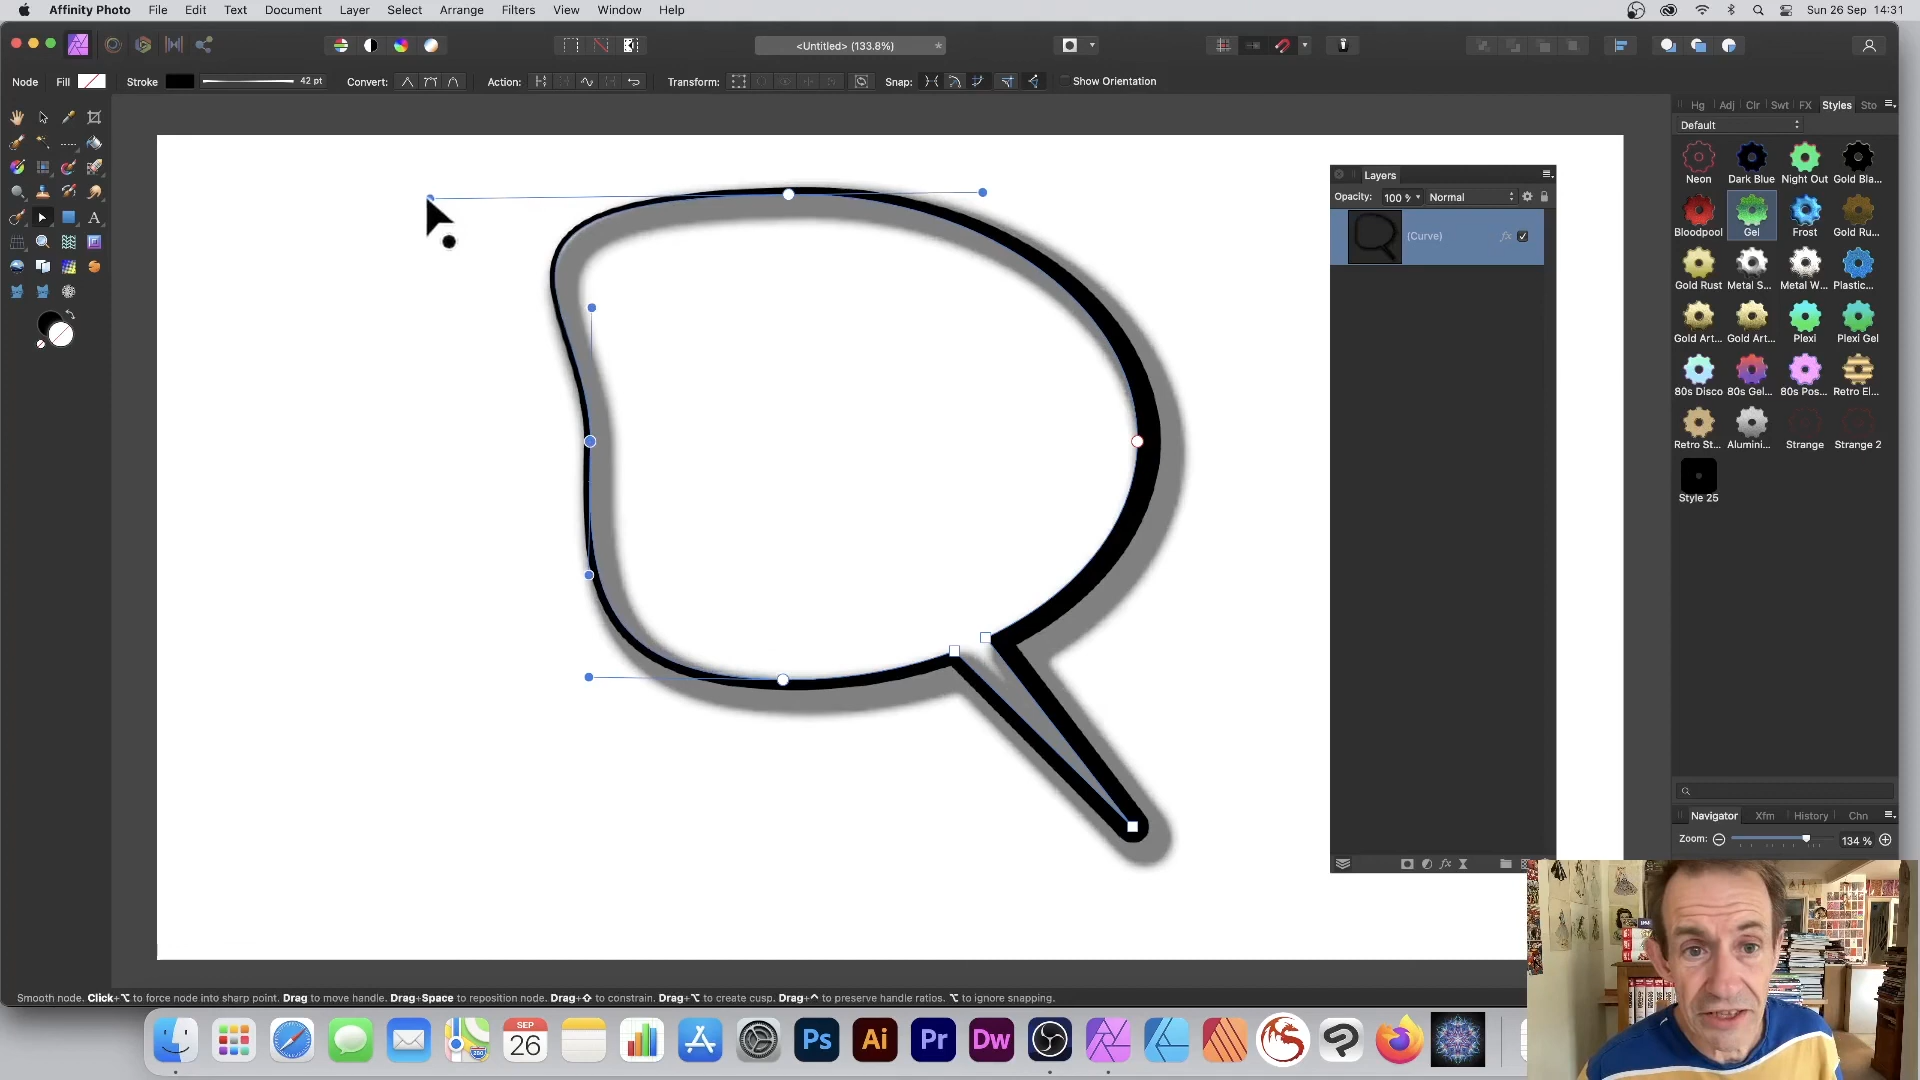 Affinity Photo File Edit Text Document Layer Select Arrange Filters View Window Help Sun 26 Sep 14:31
<Untitled> (133.8%) *
Node Fill Stroke 42 pt Convert: Action: Transform: Snap: Show Orientation
Hg Adj Clr Swt FX Styles Sto
Default
Neon Dark Blue Night Out Gold Bla...
Bloodpool Gel Frost Gold Ru...
Gold Rust Metal S... Metal W... Plastic...
Gold Art... Gold Art... Plexi Plexi Gel
80s Disco 80s Gel... 80s Pos... Retro El...
Retro St... Alumini... Strange Strange 2
Style 25
Layers
Opacity: 100 % Normal
(Curve)
Navigator Xfm History Chn
Zoom: 134 %
Smooth node. Click+⌥ to force node into sharp point. Drag to move handle. Drag+Space to reposition node. Drag+⇧ to constrain. Drag+⌥ to create cusp. Drag+^ to preserve handle ratios. ⌥ to ignore snapping.
SEP
26
Ps Ai Pr Dw